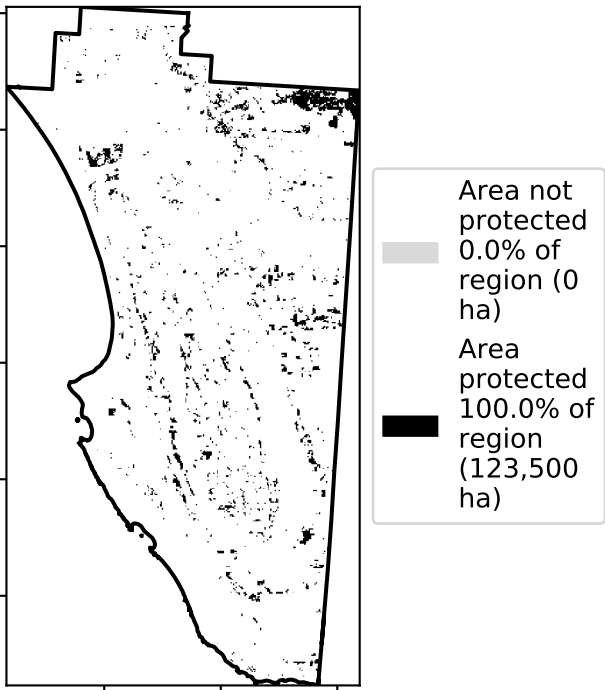 Area not
protected
0.0% of
region (0
ha)
Area
protected
100.0% of
region
(123,500
ha)